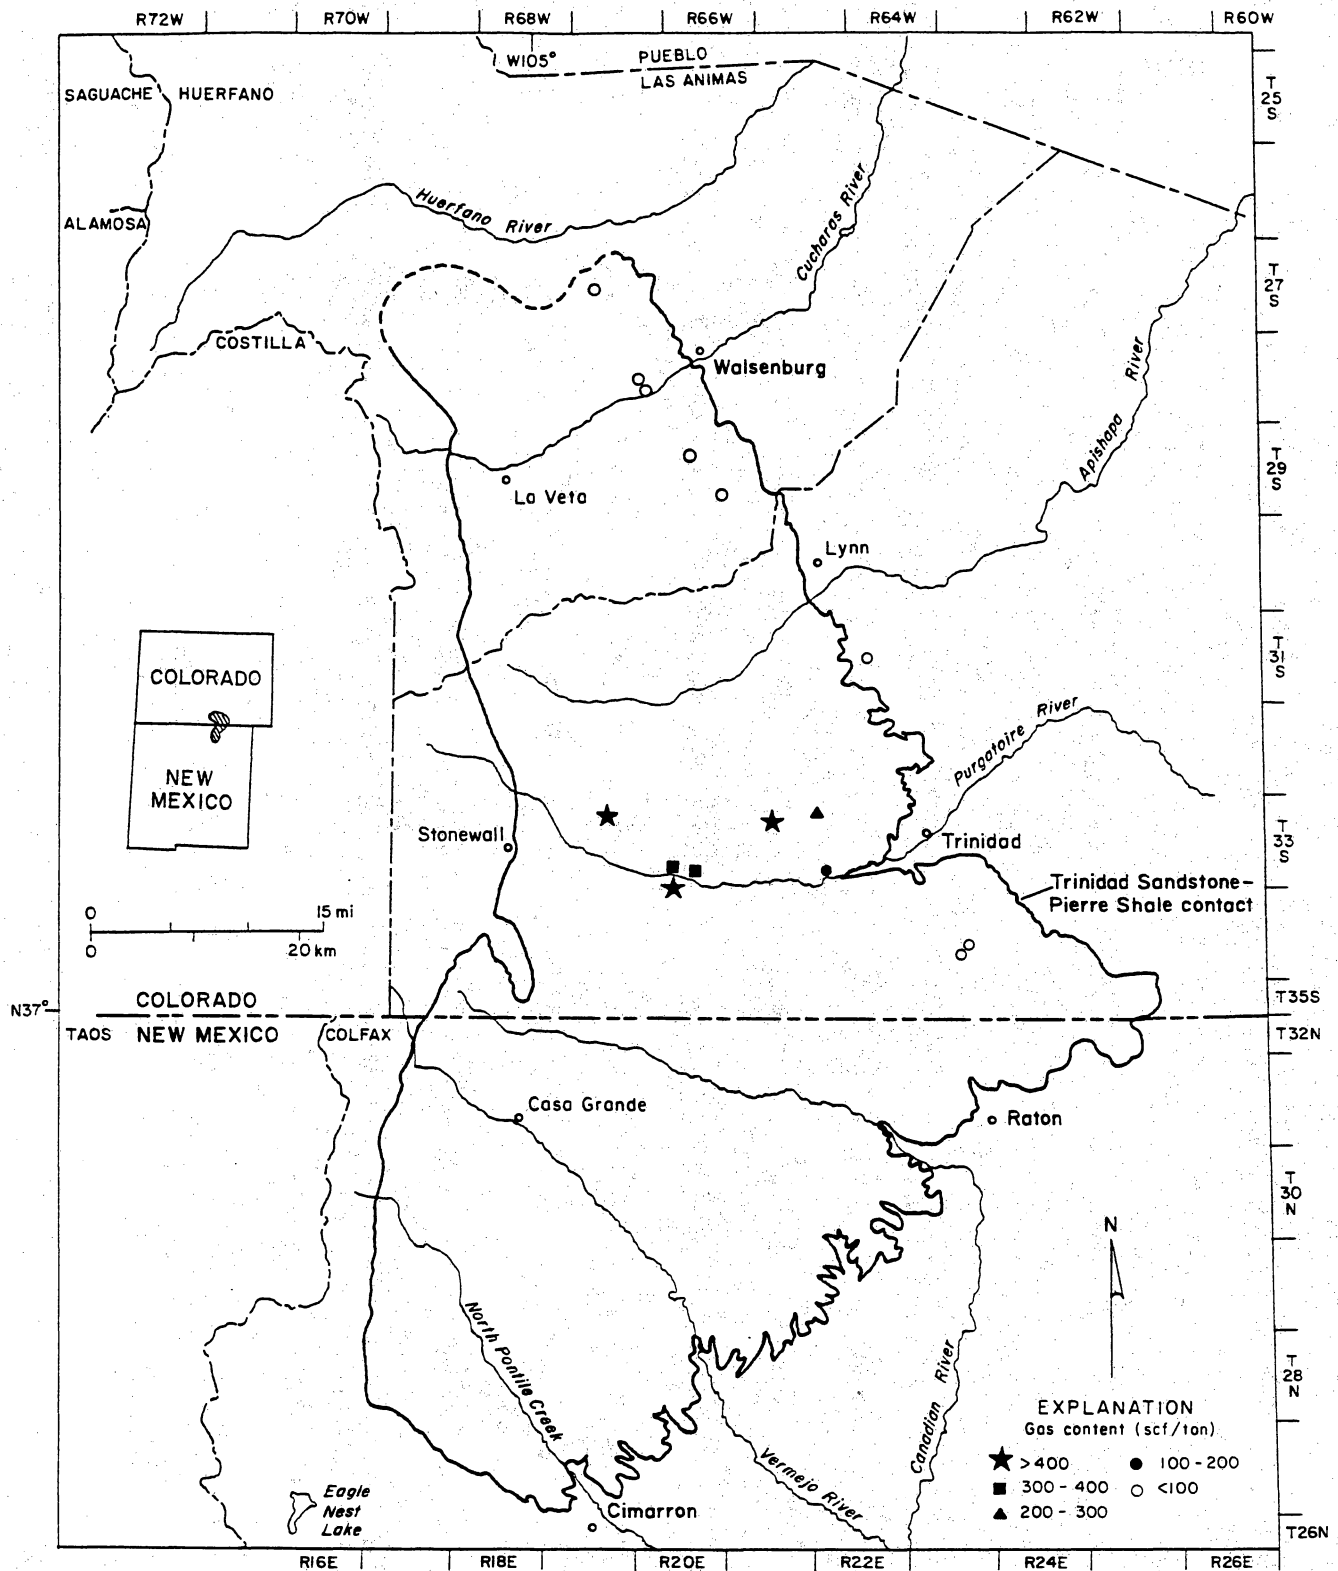 R72W R70W R68W R66W R64W R62W R60W
W105°
PUEBLO
LAS ANIMAS
SAGUACHE HUERFANO
T
25
S
ALAMOSA
Huerfano River
Cucharas River
T
27
S
COSTILLA
Walsenburg
Apishapa River
T
29
S
La Veta
Lynn
T
31
S
COLORADO
NEW
MEXICO
Purgatoire River
Stonewall
Trinidad
T
33
S
Trinidad Sandstone-
Pierre Shale contact
0 15 mi
0 20 km
N37°
COLORADO
T35S
TAOS NEW MEXICO COLFAX
T32N
Casa Grande
Raton
T
30
N
N
North Pontile Creek
Canadian River
T
28
N
Vermejo River
EXPLANATION
Gas content (scf/ton)
>400 100-200
300-400 <100
200-300
Eagle
Nest
Lake
Cimarron
T26N
R16E R18E R20E R22E R24E R26E